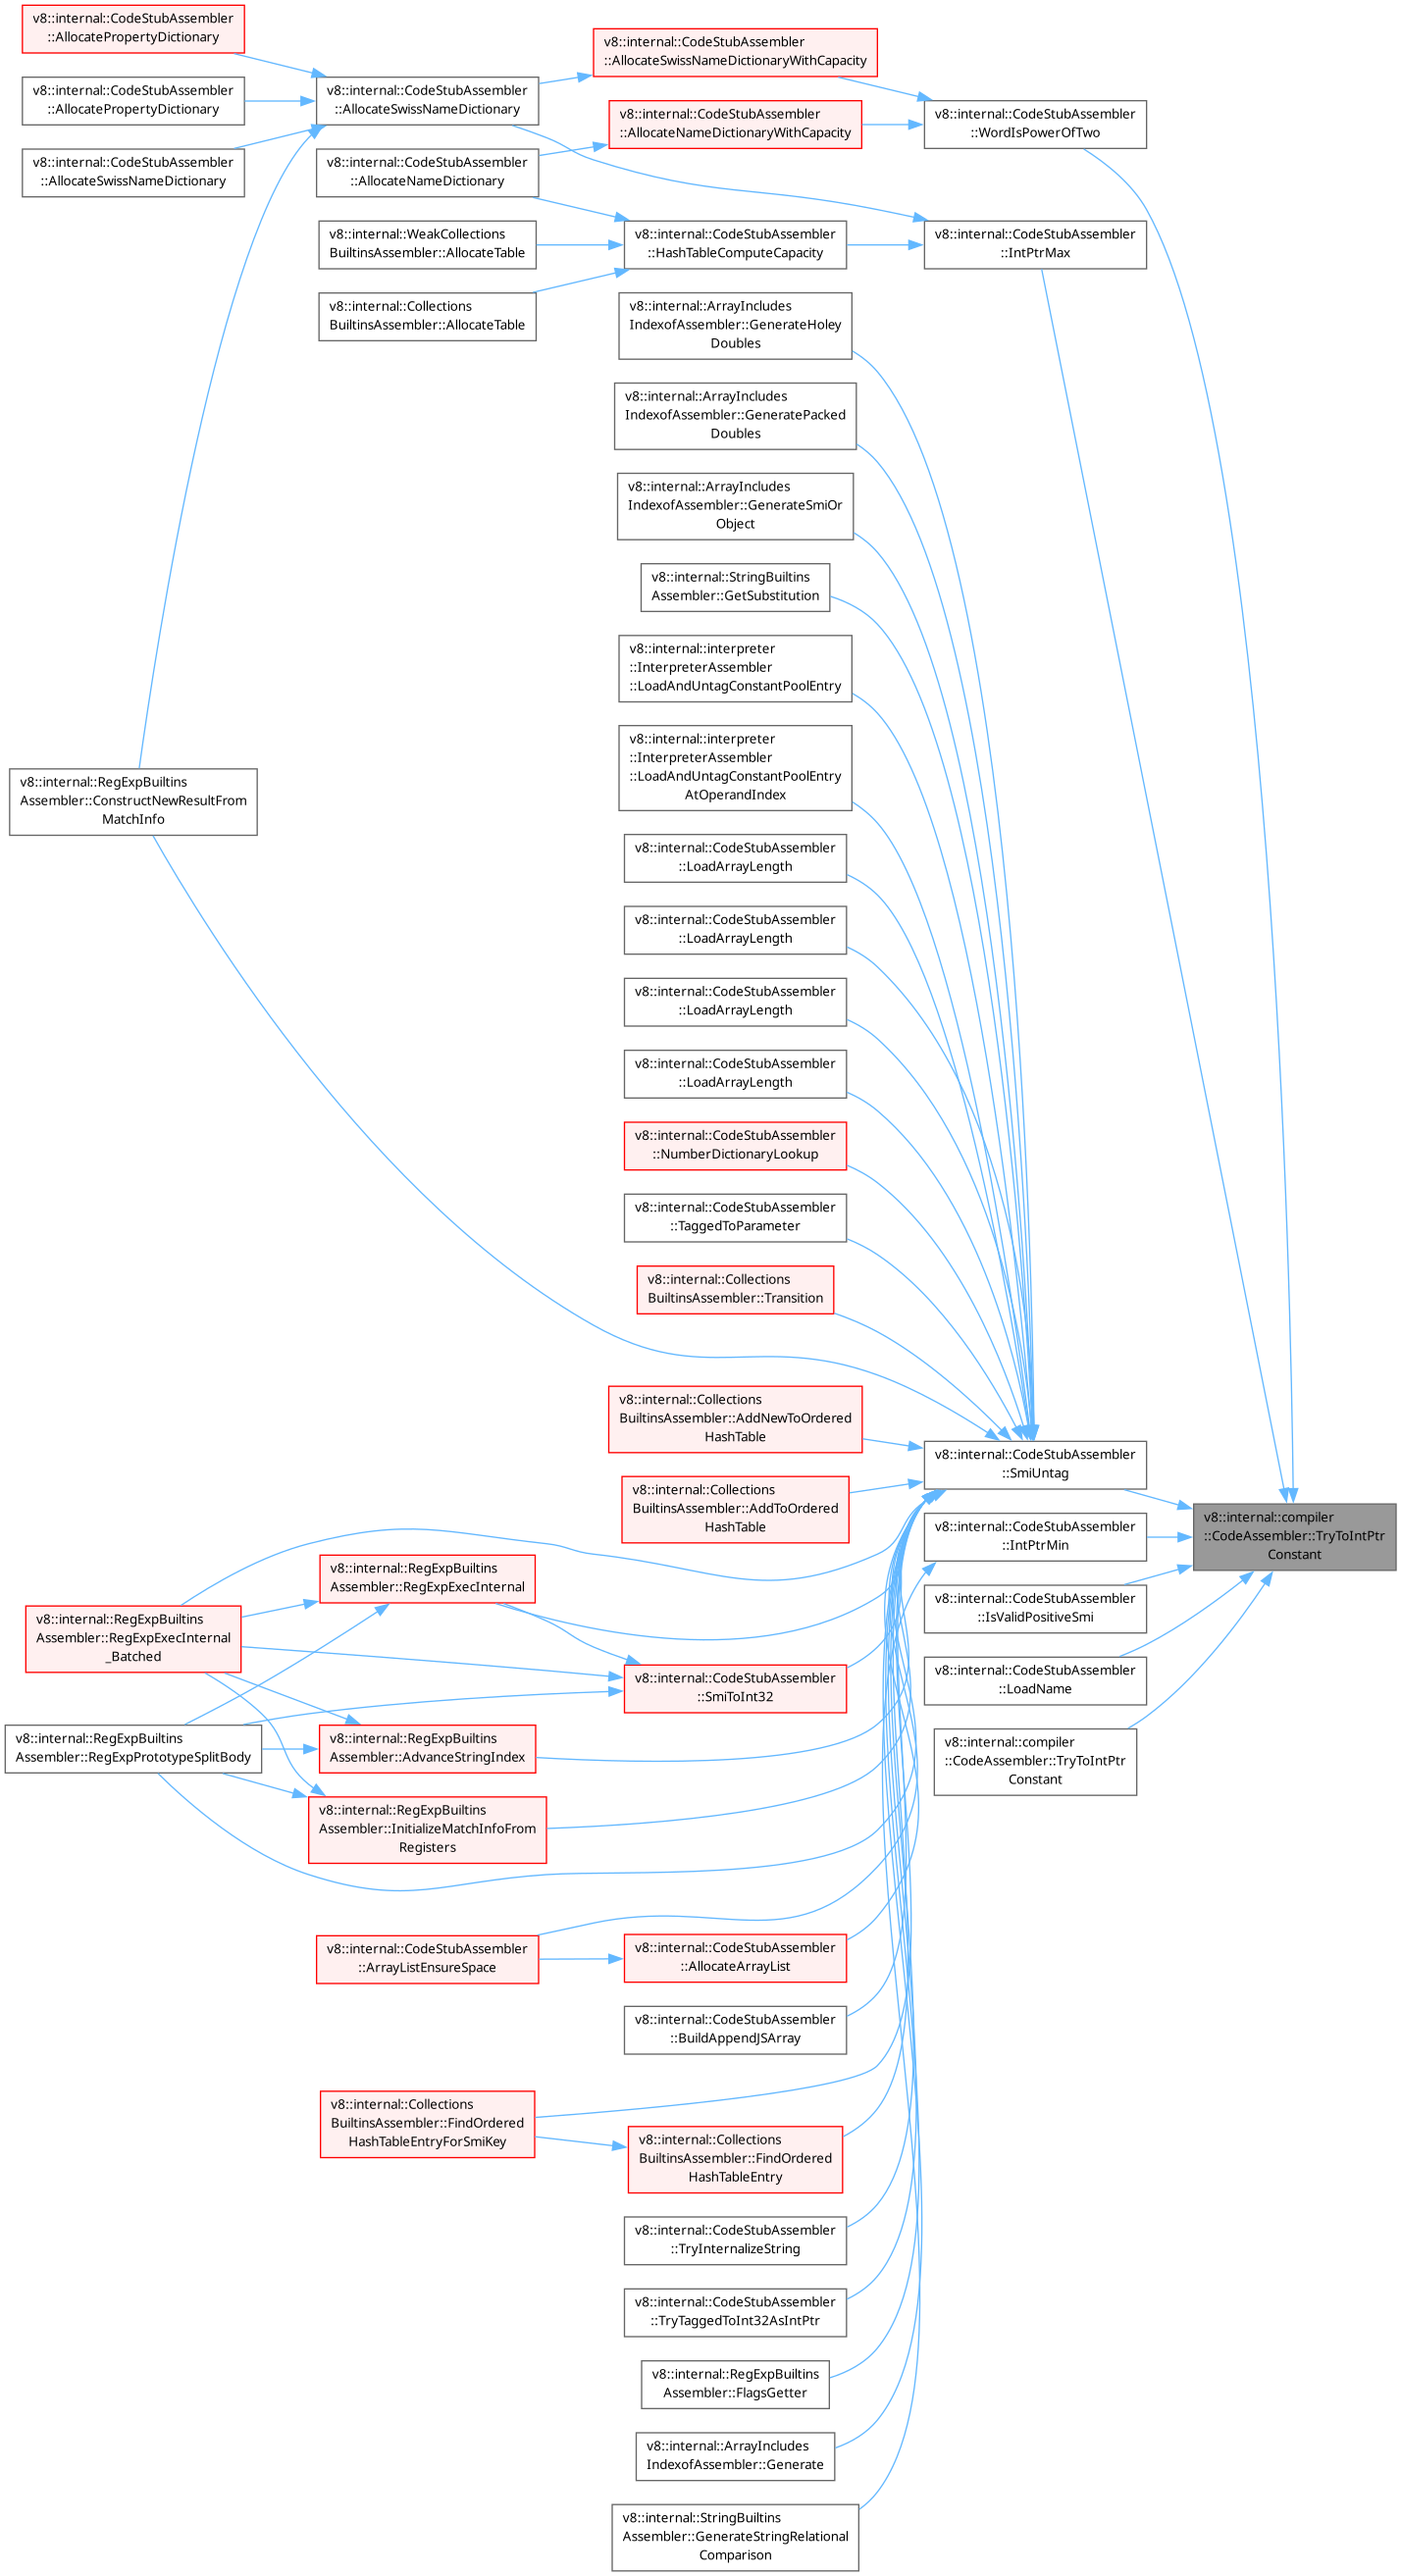 v8::internal::CodeStubAssembler
::AllocatePropertyDictionary
v8::internal::CodeStubAssembler
::AllocatePropertyDictionary
v8::internal::CodeStubAssembler
::AllocateSwissNameDictionary
v8::internal::RegExpBuiltins
Assembler::ConstructNewResultFrom
MatchInfo
v8::internal::RegExpBuiltins
Assembler::RegExpExecInternal
_Batched
v8::internal::RegExpBuiltins
Assembler::RegExpPrototypeSplitBody
v8::internal::CodeStubAssembler
::AllocateSwissNameDictionary
v8::internal::CodeStubAssembler
::AllocateNameDictionary
v8::internal::WeakCollections
BuiltinsAssembler::AllocateTable
v8::internal::Collections
BuiltinsAssembler::AllocateTable
v8::internal::RegExpBuiltins
Assembler::RegExpExecInternal
v8::internal::RegExpBuiltins
Assembler::AdvanceStringIndex
v8::internal::RegExpBuiltins
Assembler::InitializeMatchInfoFrom
Registers
v8::internal::CodeStubAssembler
::ArrayListEnsureSpace
v8::internal::Collections
BuiltinsAssembler::FindOrdered
HashTableEntryForSmiKey
v8::internal::CodeStubAssembler
::AllocateSwissNameDictionaryWithCapacity
v8::internal::CodeStubAssembler
::AllocateNameDictionaryWithCapacity
v8::internal::CodeStubAssembler
::HashTableComputeCapacity
v8::internal::ArrayIncludes
IndexofAssembler::GenerateHoley
Doubles
v8::internal::ArrayIncludes
IndexofAssembler::GeneratePacked
Doubles
v8::internal::ArrayIncludes
IndexofAssembler::GenerateSmiOr
Object
v8::internal::StringBuiltins
Assembler::GetSubstitution
v8::internal::interpreter
::InterpreterAssembler
::LoadAndUntagConstantPoolEntry
v8::internal::interpreter
::InterpreterAssembler
::LoadAndUntagConstantPoolEntry
AtOperandIndex
v8::internal::CodeStubAssembler
::LoadArrayLength
v8::internal::CodeStubAssembler
::LoadArrayLength
v8::internal::CodeStubAssembler
::LoadArrayLength
v8::internal::CodeStubAssembler
::LoadArrayLength
v8::internal::CodeStubAssembler
::NumberDictionaryLookup
v8::internal::CodeStubAssembler
::TaggedToParameter
v8::internal::Collections
BuiltinsAssembler::Transition
v8::internal::Collections
BuiltinsAssembler::AddNewToOrdered
HashTable
v8::internal::Collections
BuiltinsAssembler::AddToOrdered
HashTable
v8::internal::CodeStubAssembler
::SmiToInt32
v8::internal::CodeStubAssembler
::AllocateArrayList
v8::internal::CodeStubAssembler
::BuildAppendJSArray
v8::internal::Collections
BuiltinsAssembler::FindOrdered
HashTableEntry
v8::internal::CodeStubAssembler
::TryInternalizeString
v8::internal::CodeStubAssembler
::TryTaggedToInt32AsIntPtr
v8::internal::RegExpBuiltins
Assembler::FlagsGetter
v8::internal::ArrayIncludes
IndexofAssembler::Generate
v8::internal::StringBuiltins
Assembler::GenerateStringRelational
Comparison
v8::internal::CodeStubAssembler
::WordIsPowerOfTwo
v8::internal::CodeStubAssembler
::IntPtrMax
v8::internal::CodeStubAssembler
::SmiUntag
v8::internal::CodeStubAssembler
::IntPtrMin
v8::internal::CodeStubAssembler
::IsValidPositiveSmi
v8::internal::CodeStubAssembler
::LoadName
v8::internal::compiler
::CodeAssembler::TryToIntPtr
Constant
v8::internal::compiler
::CodeAssembler::TryToIntPtr
Constant